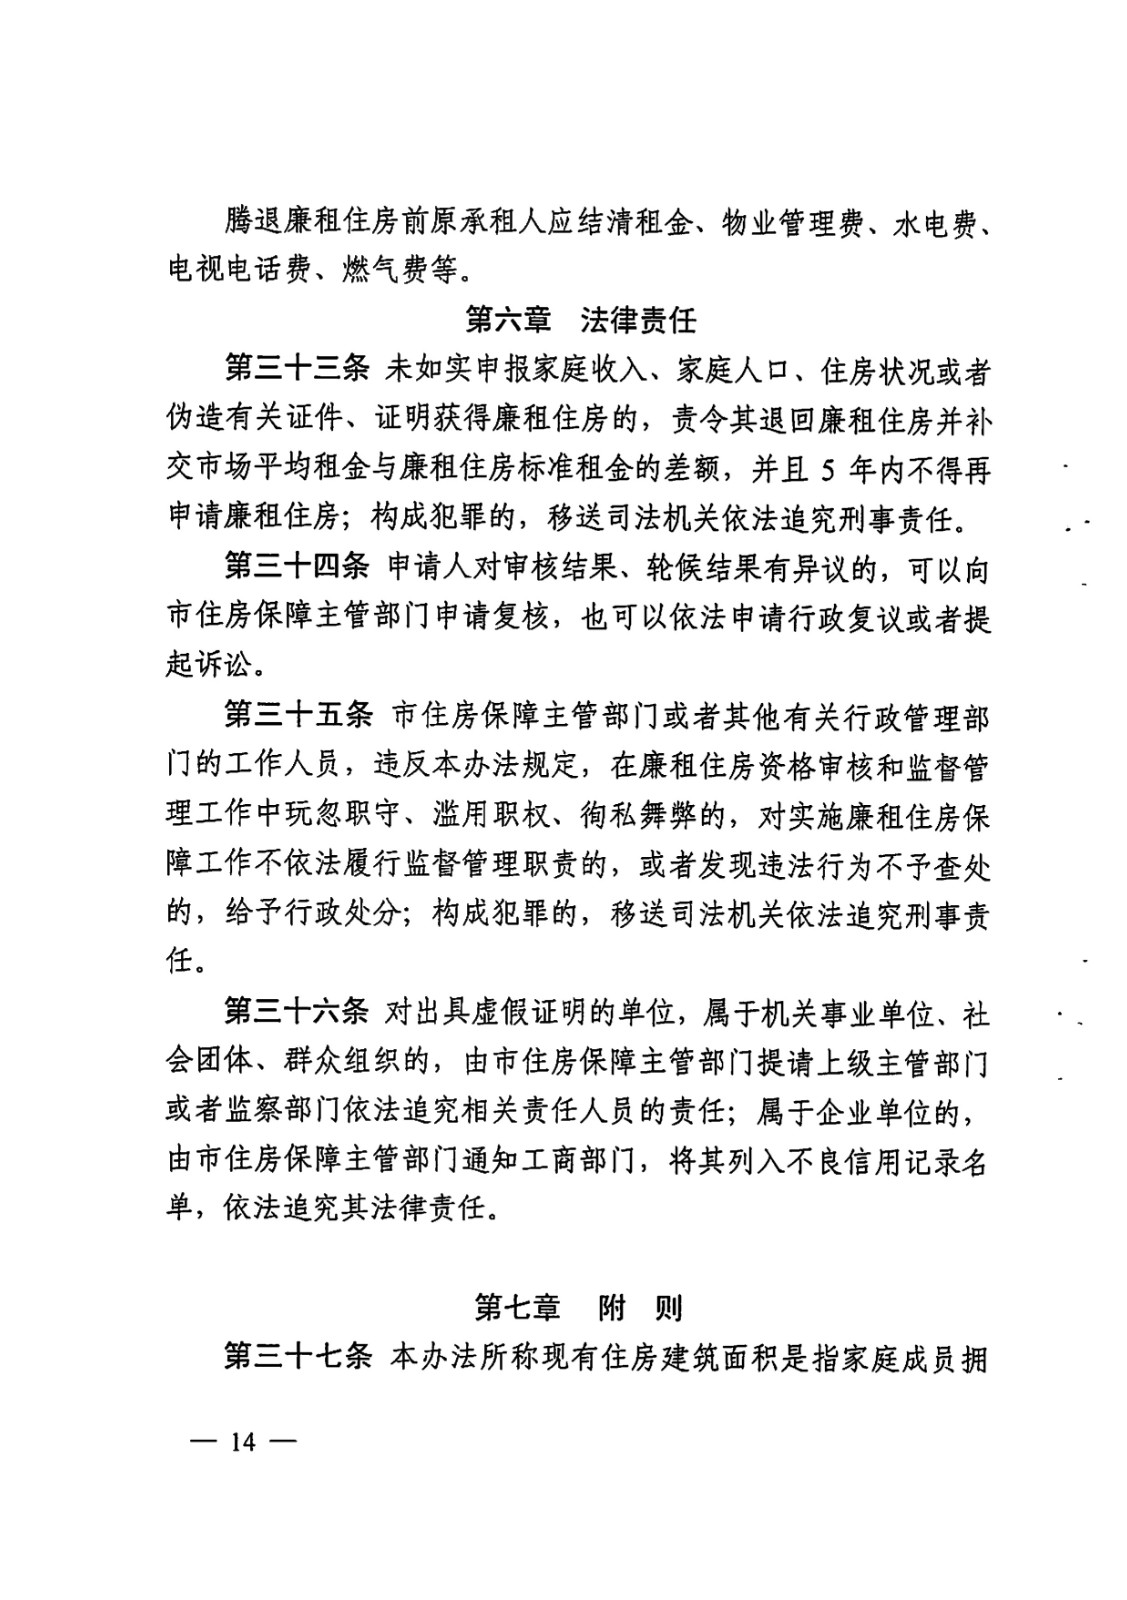 腾退廉租住房前原承租人应结清租金、物业管理费、水电费、
电视电话费、燃气费等。
第六章 法律责任
第三十三条 未如实申报家庭收入、家庭人口、住房状况或者
伪造有关证件、证明获得廉租住房的，责令其退回廉租住房并补
交市场平均租金与廉租住房标准租金的差额，并且 5 年内不得再
申请廉租住房；构成犯罪的，移送司法机关依法追究刑事责任。
第三十四条 申请人对审核结果、轮候结果有异议的，可以向
市住房保障主管部门申请复核，也可以依法申请行政复议或者提
起诉讼。
第三十五条 市住房保障主管部门或者其他有关行政管理部
门的工作人员，违反本办法规定，在廉租住房资格审核和监督管
理工作中玩忽职守、滥用职权、徇私舞弊的，对实施廉租住房保
障工作不依法履行监督管理职责的，或者发现违法行为不予查处
的，给予行政处分；构成犯罪的，移送司法机关依法追究刑事责
任。
第三十六条 对出具虚假证明的单位，属于机关事业单位、社
会团体、群众组织的，由市住房保障主管部门提请上级主管部门
或者监察部门依法追究相关责任人员的责任；属于企业单位的，
由市住房保障主管部门通知工商部门，将其列入不良信用记录名
单，依法追究其法律责任。
第七章 附 则
第三十七条 本办法所称现有住房建筑面积是指家庭成员拥
— 14 —